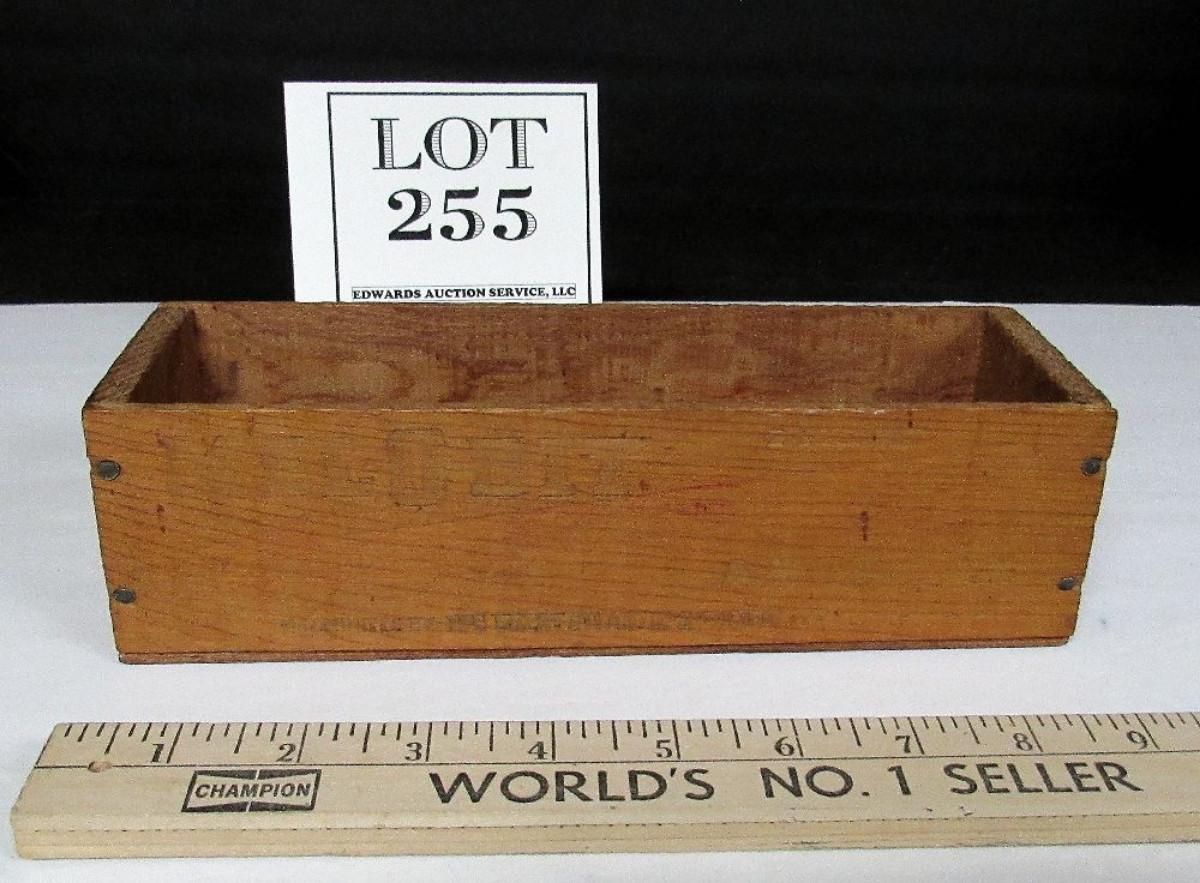 LOT
255
EDWARDS AUCTION SERVICE, LLC
1 2 3 4 5 6 7 8 9
CHAMPION WORLD'S NO. 1 SELLER